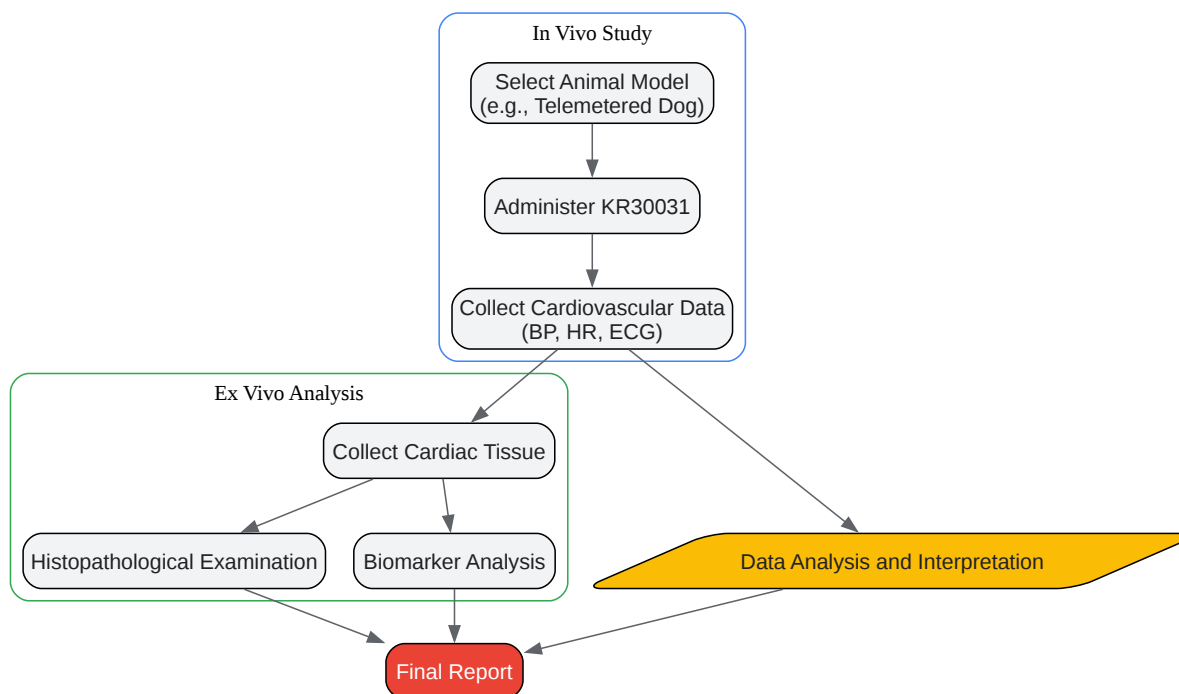 In Vivo Study
Select Animal Model
(e.g., Telemetered Dog)
Administer KR30031
Collect Cardiovascular Data
(BP, HR, ECG)
Ex Vivo Analysis
Collect Cardiac Tissue
Histopathological Examination
Biomarker Analysis
Data Analysis and Interpretation
Final Report